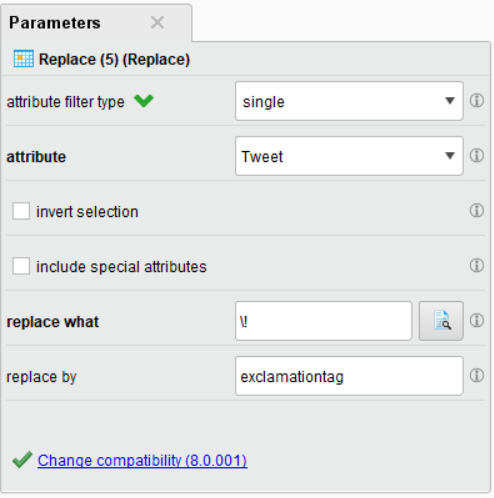 Parameters
Replace (5) (Replace)
attribute filter type single
attribute Tweet
invert selection
include special attributes
replace what \!
replace by exclamationtag
Change compatibility (8.0.001)